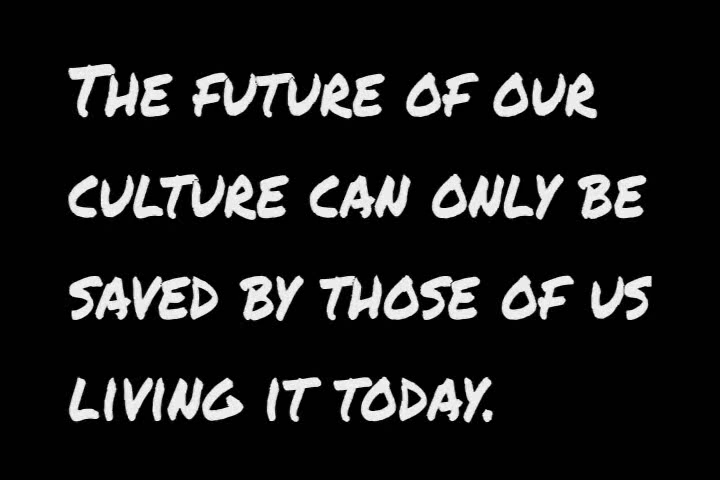 The future of our
culture can only be
saved by those of us
living it today.